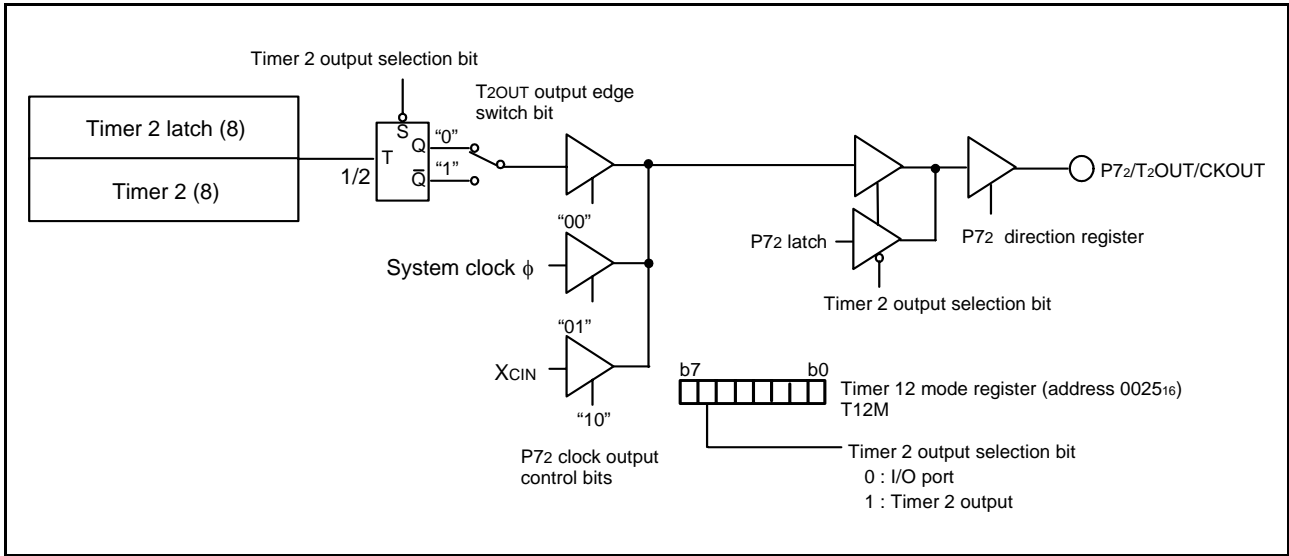 Timer 2 output selection bit
T2OUT output edge
switch bit
Timer 2 latch (8)
Timer 2 (8)
S
T
Q
Q̅
1/2
“0”
“1”
“00”
System clock ϕ
“01”
XCIN
“10”
P72 clock output
control bits
P72 latch
Timer 2 output selection bit
P72 direction register
P72/T2OUT/CKOUT
b7
b0
Timer 12 mode register (address 002516)
T12M
Timer 2 output selection bit
0 : I/O port
1 : Timer 2 output